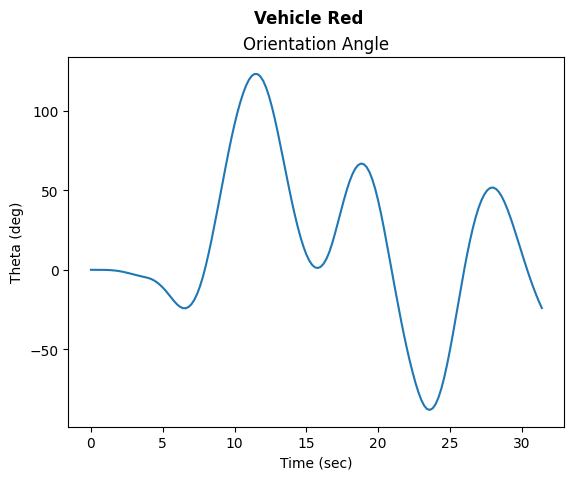 Vehicle Red
Orientation Angle
Theta (deg)
100
50
0
−50
0 5 10 15 20 25 30
Time (sec)